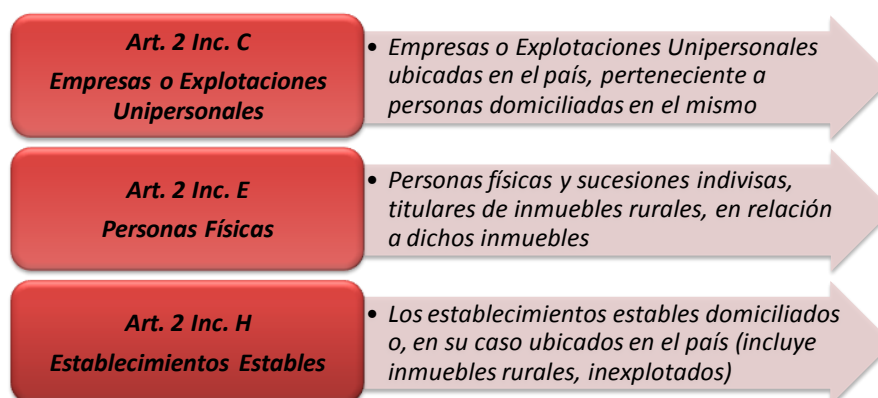 Art. 2 Inc. C
Empresas o Explotaciones
Unipersonales
• Empresas o Explotaciones Unipersonales
ubicadas en el país, perteneciente a
personas domiciliadas en el mismo
Art. 2 Inc. E
Personas Físicas
• Personas físicas y sucesiones indivisas,
titulares de inmuebles rurales, en relación
a dichos inmuebles
Art. 2 Inc. H
Establecimientos Estables
• Los establecimientos estables domiciliados
o, en su caso ubicados en el país (incluye
inmuebles rurales, inexplotados)